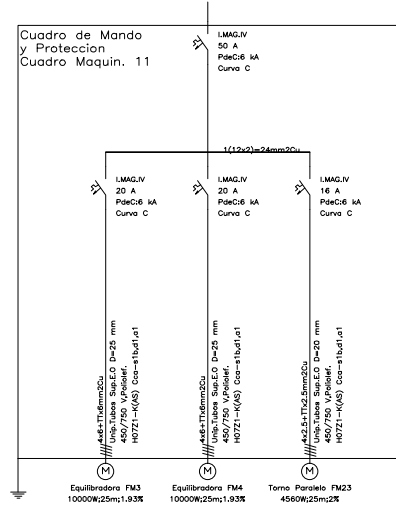 Cuadro de Mando
y Proteccion
Cuadro Maquin. 11
I.MAG.IV
50 A
PdeC:6 kA
Curva C
1(12x2)=24mm2Cu
I.MAG.IV
20 A
PdeC:6 kA
Curva C
I.MAG.IV
20 A
PdeC:6 kA
Curva C
I.MAG.IV
16 A
PdeC:6 kA
Curva C
4x6+TTx6mm2Cu
Unip.Tubos Sup.E.O D=25 mm
450/750 V,Poliolef.
H07Z1-K(AS) Cca-s1b,d1,a1
4x6+TTx6mm2Cu
Unip.Tubos Sup.E.O D=25 mm
450/750 V,Poliolef.
H07Z1-K(AS) Cca-s1b,d1,a1
4x2.5+TTx2.5mm2Cu
Unip.Tubos Sup.E.O D=20 mm
450/750 V,Poliolef.
H07Z1-K(AS) Cca-s1b,d1,a1
M
M
M
Equilibradora FM3
10000W;25m;1.93%
Equilibradora FM4
10000W;25m;1.93%
Torno Paralelo FM23
4560W;25m;2%